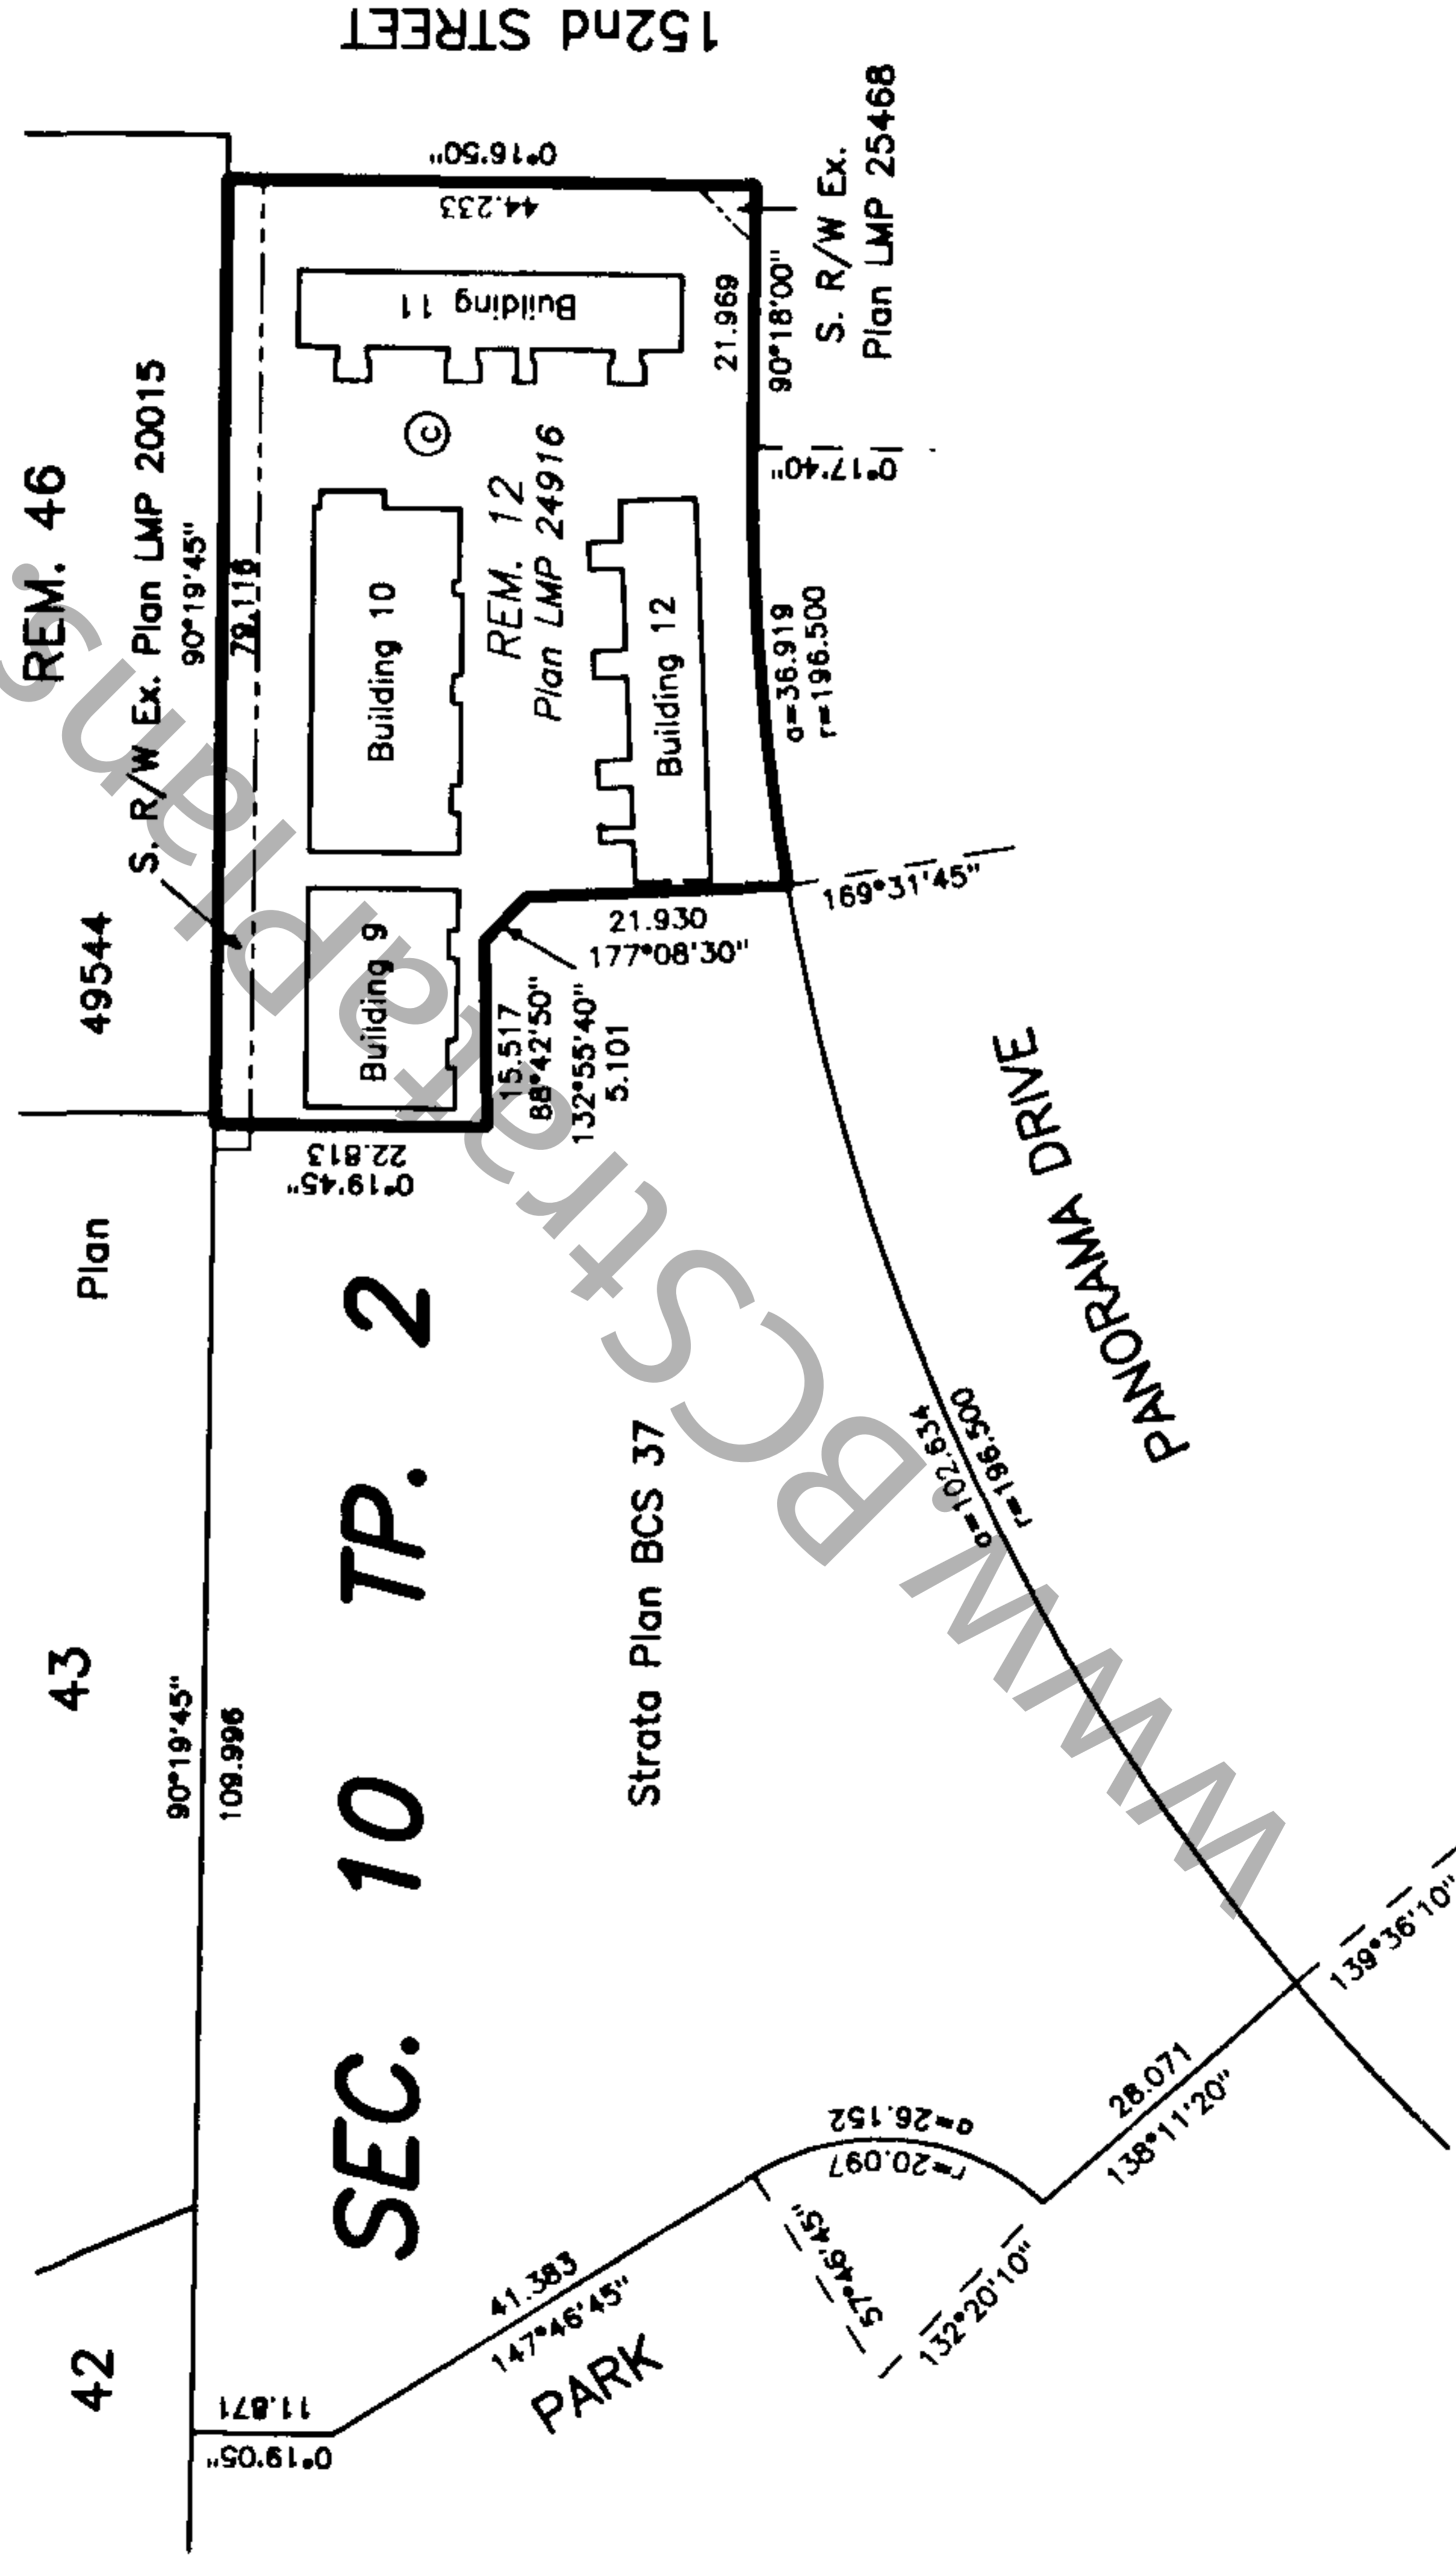 152nd STREET
REM. 46
49544
Plan
43
42
S. R/W Ex. Plan LMP 20015
90°19'45"
79.116
0°16'50"
44.233
Building 11
Building 10
Building 9
Building 12
©
REM. 12
Plan LMP 24916
21.969
90°18'00"
S. R/W Ex.
Plan LMP 25468
0°17'40"
a=36.919
r=196.500
169°31'45"
21.930
177°08'30"
15.517
88°42'50"
132°55'40"
5.101
22.813
0°19'45"
SEC. 10 TP. 2
Strata Plan BCS 37
90°19'45"
109.996
a=102.634
r=196.500
PANORAMA DRIVE
139°36'10"
28.071
138°11'20"
a=26.152
r=20.097
57°46'45"
132°20'10"
41.383
147°46'45"
PARK
11.871
0°19'05"
www.BCStrataplans.